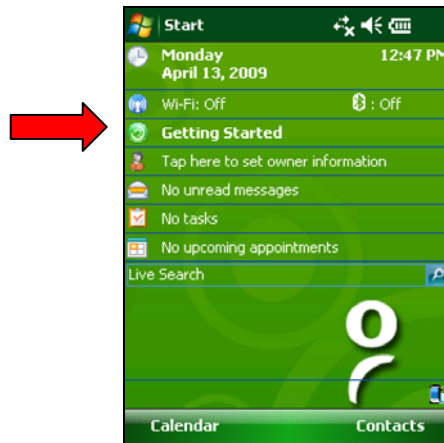 Start
Monday 12:47 PM
April 13, 2009
Wi-Fi: Off : Off
Getting Started
Tap here to set owner information
No unread messages
No tasks
No upcoming appointments
Live Search
Calendar Contacts